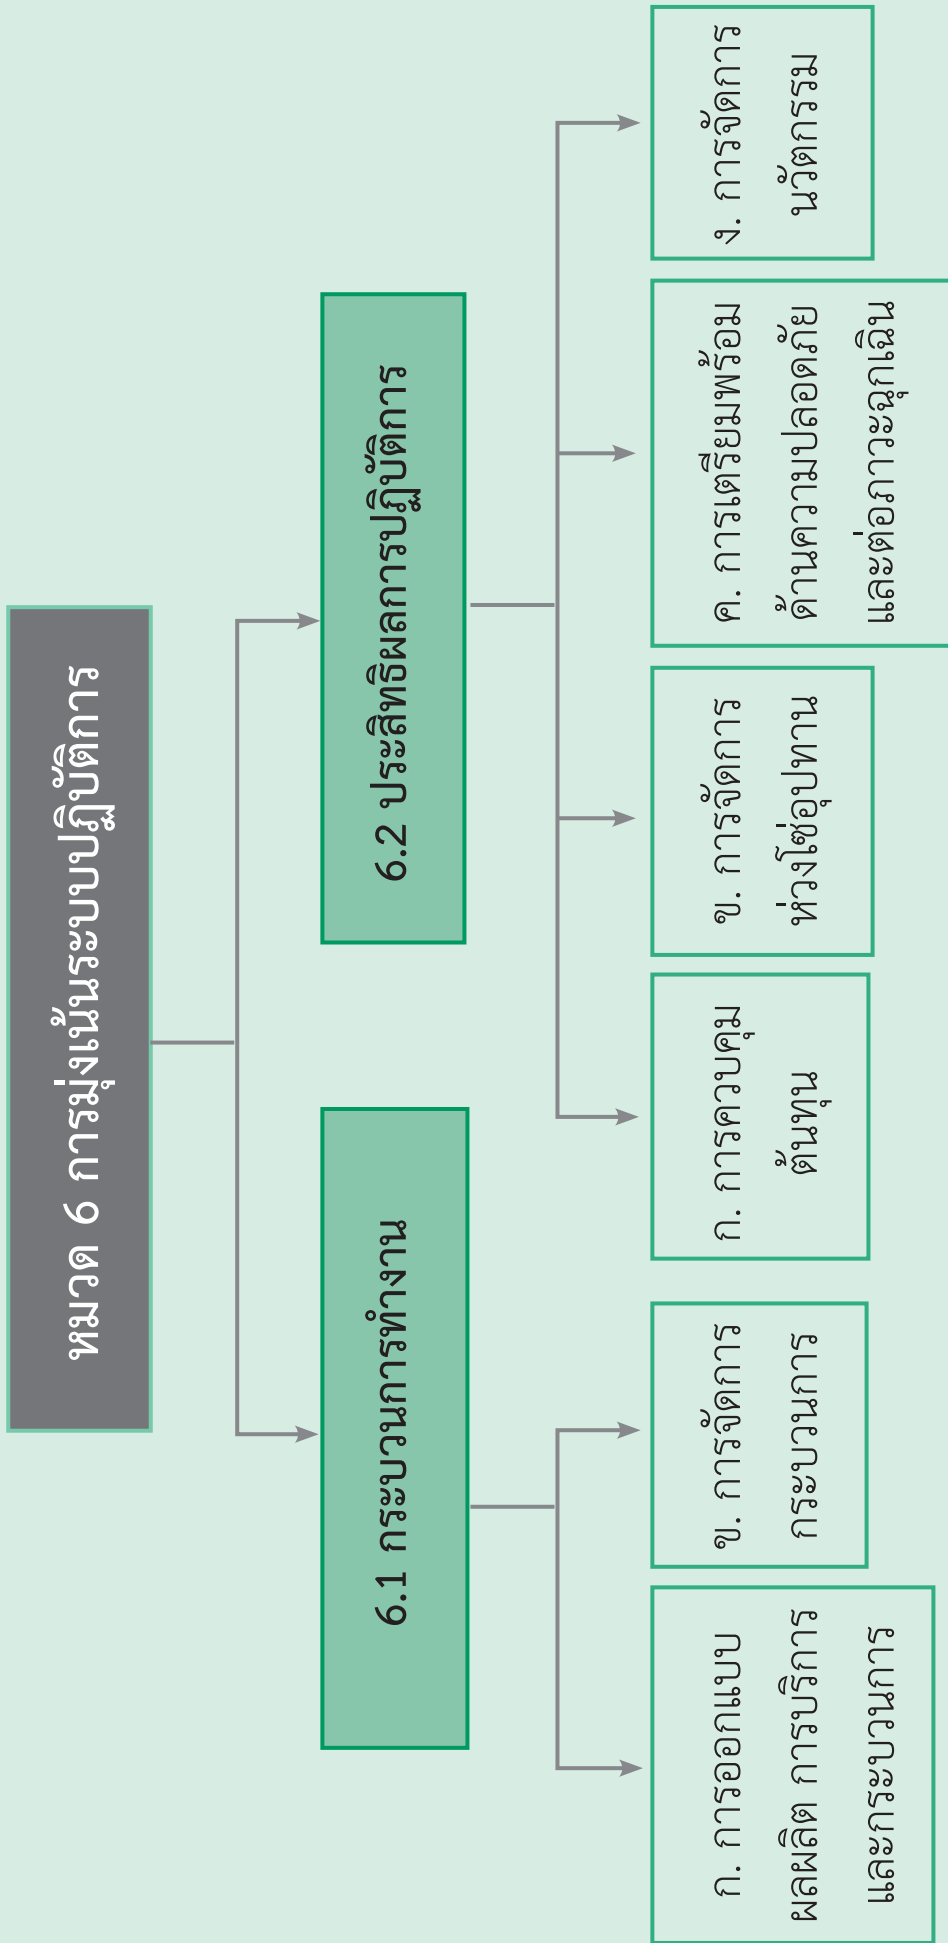 หมวด 6 การมุ่งเน้นระบบปฏิบัติการ
6.1 กระบวนการทำงาน
6.2 ประสิทธิผลการปฏิบัติการ
ก. การออกแบบ
ผลผลิต การบริการ
และกระบวนการ
ข. การจัดการ
กระบวนการ
ก. การควบคุม
ต้นทุน
ข. การจัดการ
ห่วงโซ่อุปทาน
ค. การเตรียมพร้อม
ด้านความปลอดภัย
และต่อภาวะฉุกเฉิน
ง. การจัดการ
นวัตกรรม